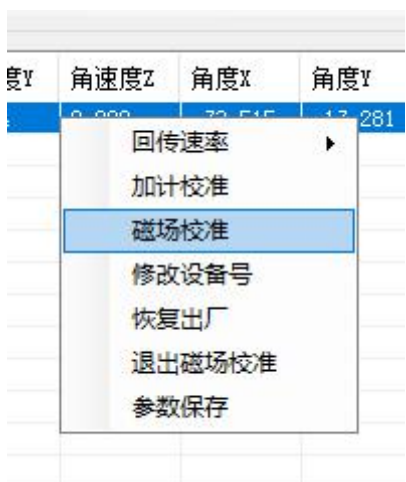 角速度Z 角度X 角度Y
281
回传速率
加计校准
磁场校准
修改设备号
恢复出厂
退出磁场校准
参数保存